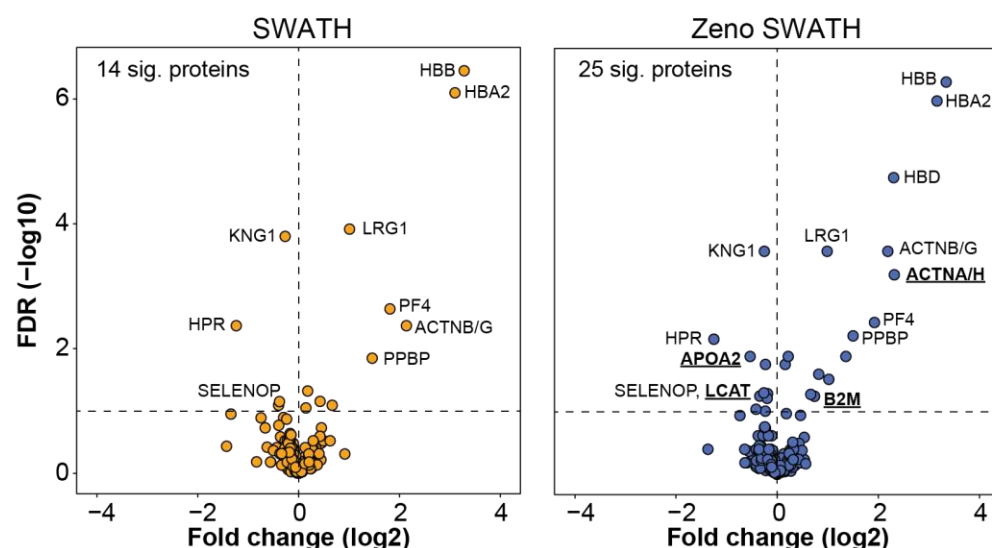 SWATH
Zeno SWATH
14 sig. proteins
HBB
HBA2
KNG1
LRG1
PF4
HPR
ACTNB/G
PPBP
SELENOP
25 sig. proteins
HBB
HBA2
HBD
LRG1
KNG1
ACTNB/G
ACTNA/H
PF4
HPR
PPBP
APOA2
SELENOP, LCAT
B2M
FDR (−log10)
6
4
2
0
−4
−2
0
2
4
−4
−2
0
2
4
Fold change (log2)
Fold change (log2)